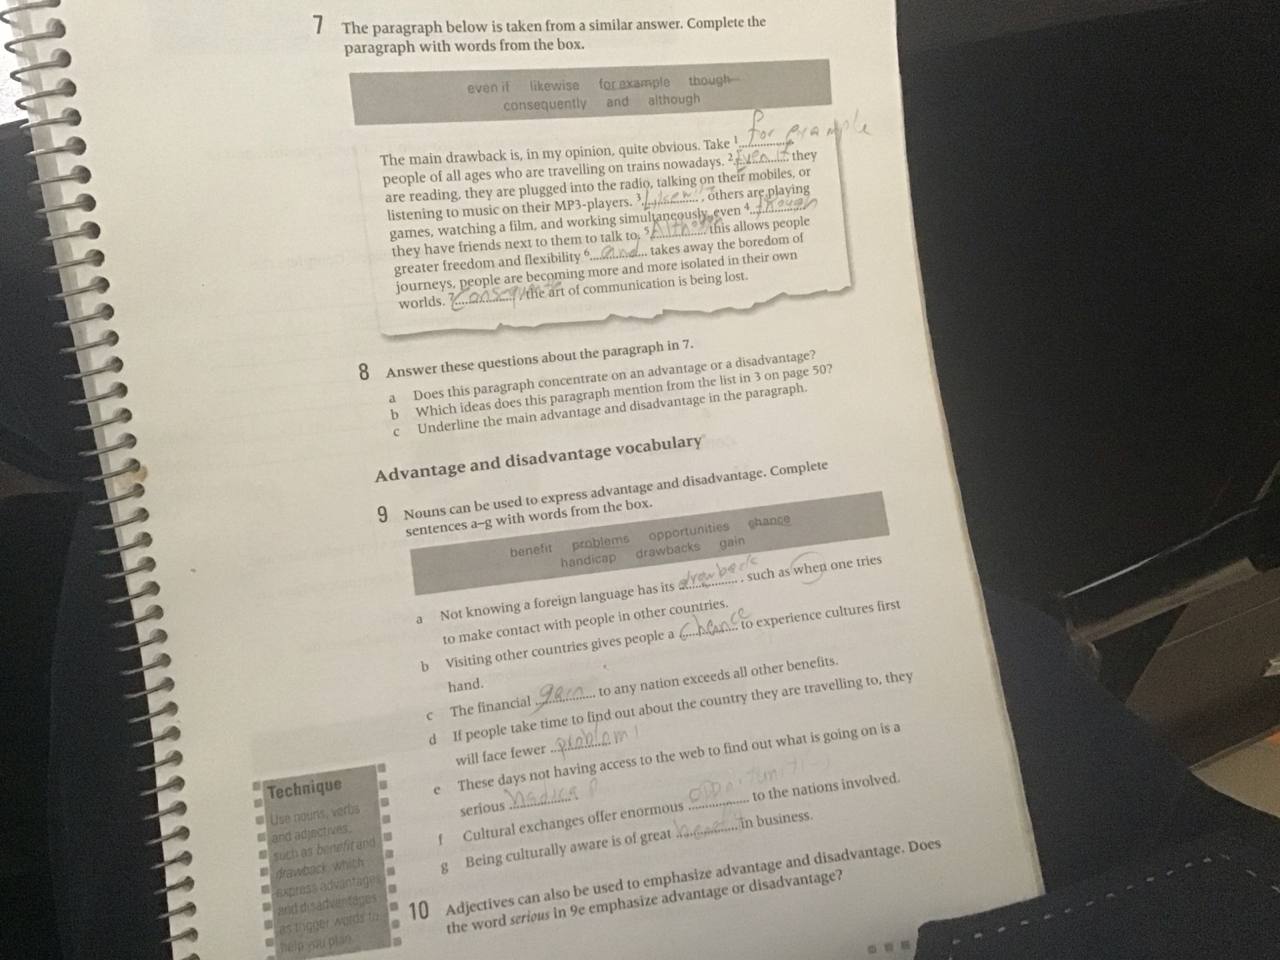 7 The paragraph below is taken from a similar answer. Complete the
paragraph with words from the box.
even if likewise for example though
consequently and although
The main drawback is, in my opinion, quite obvious. Take 1 for example
people of all ages who are travelling on trains nowadays. 2 Even if they
are reading, they are plugged into the radio, talking on their mobiles, or
listening to music on their MP3-players. 3 , others are playing
games, watching a film, and working simultaneously, even 4 though
they have friends next to them to talk to. 5 Although this allows people
greater freedom and flexibility 6 and takes away the boredom of
journeys, people are becoming more and more isolated in their own
worlds. 7 , the art of communication is being lost.
8 Answer these questions about the paragraph in 7.
a Does this paragraph concentrate on an advantage or a disadvantage?
b Which ideas does this paragraph mention from the list in 3 on page 50?
c Underline the main advantage and disadvantage in the paragraph.
Advantage and disadvantage vocabulary
9 Nouns can be used to express advantage and disadvantage. Complete
sentences a–g with words from the box.
benefit problems opportunities chance
handicap drawbacks gain
a Not knowing a foreign language has its , such as when one tries
to make contact with people in other countries.
b Visiting other countries gives people a chance to experience cultures first
hand.
c The financial gain to any nation exceeds all other benefits.
d If people take time to find out about the country they are travelling to, they
will face fewer
e These days not having access to the web to find out what is going on is a
serious
f Cultural exchanges offer enormous to the nations involved.
g Being culturally aware is of great in business.
Technique
Use nouns, verbs
and adjectives,
such as benefit and
drawback, which
express advantages
and disadvantages
as trigger words to
help you plan.
10 Adjectives can also be used to emphasize advantage and disadvantage. Does
the word serious in 9e emphasize advantage or disadvantage?